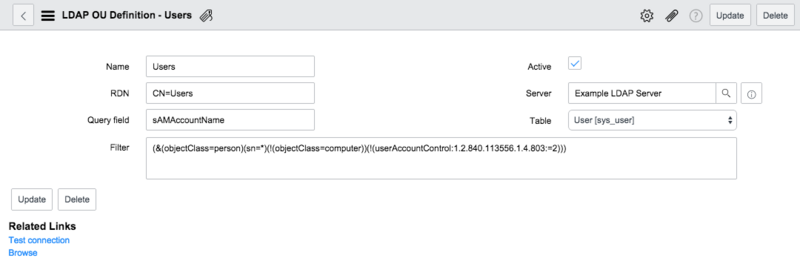 LDAP OU Definition - Users
Update
Delete
Name
Users
Active
RDN
CN=Users
Server
Example LDAP Server
Query field
sAMAccountName
Table
User [sys_user]
Filter
(&(objectClass=person)(sn=*)(!(objectClass=computer))(!(userAccountControl:1.2.840.113556.1.4.803:=2)))
Update
Delete
Related Links
Test connection
Browse